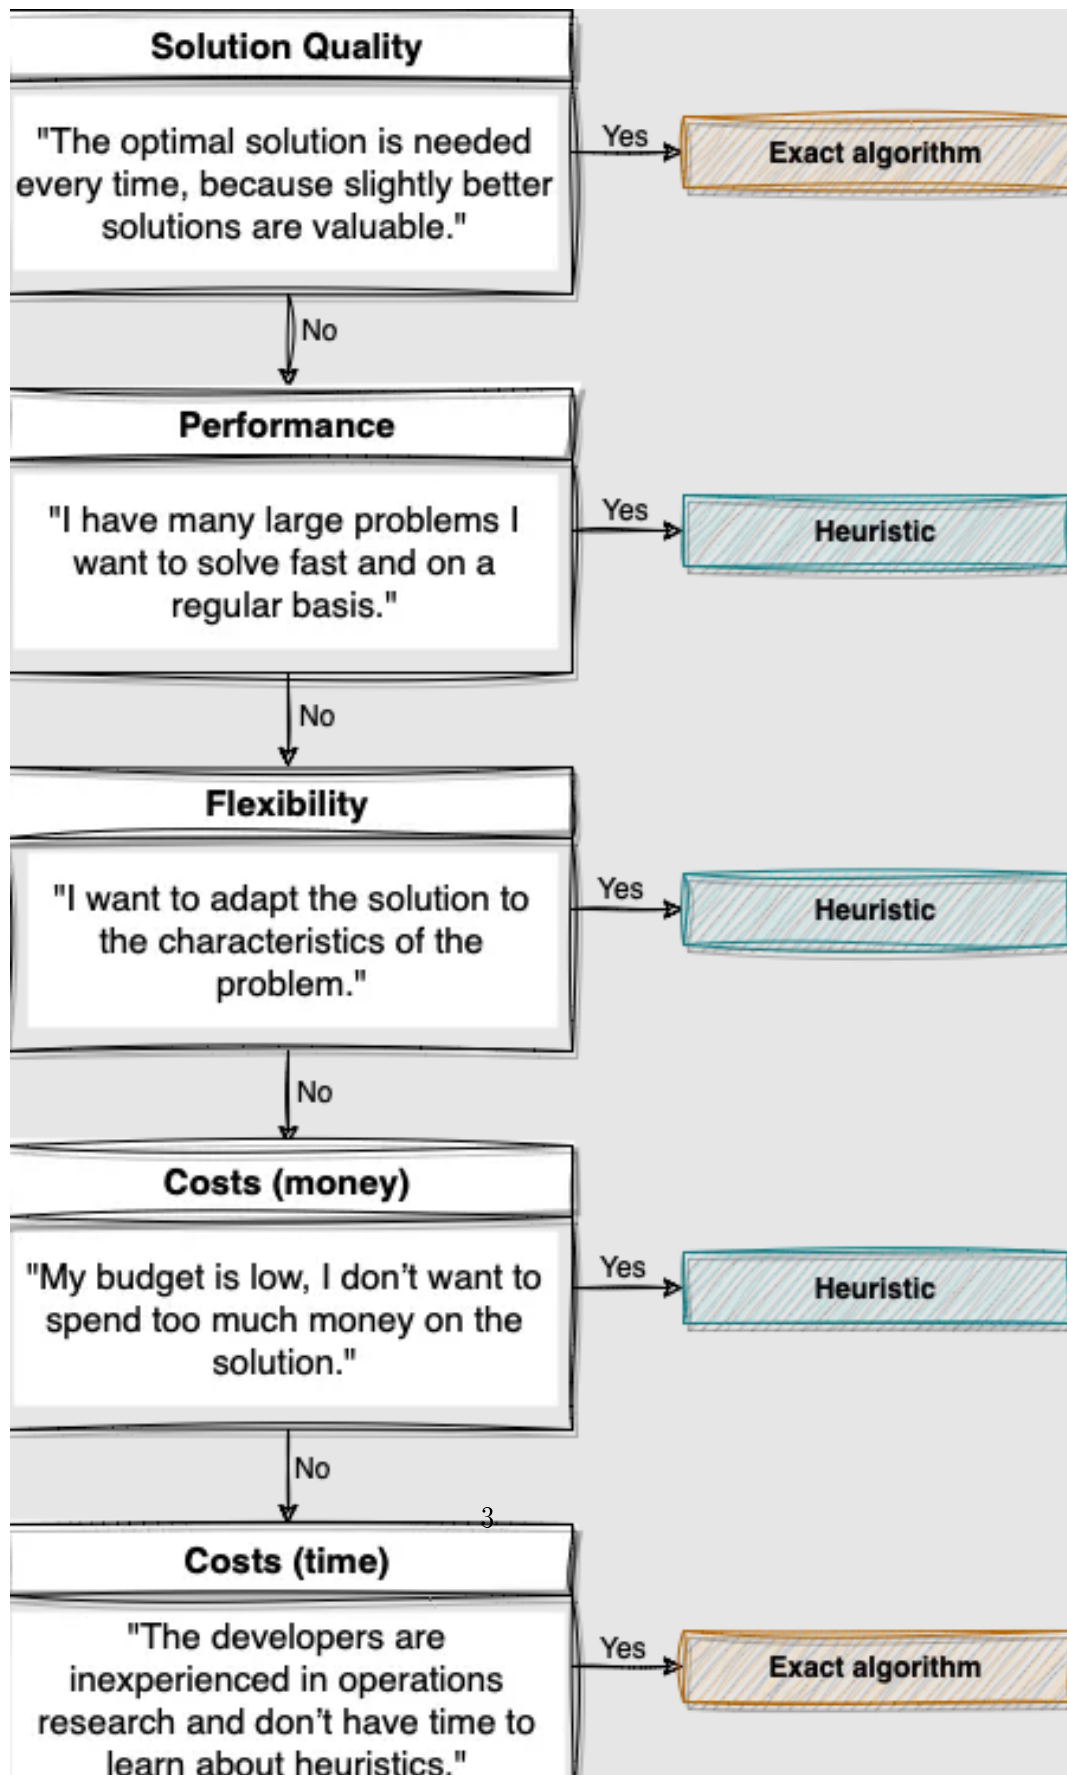 Solution Quality
"The optimal solution is needed
every time, because slightly better
solutions are valuable."
Yes
Exact algorithm
No
Performance
"I have many large problems I
want to solve fast and on a
regular basis."
Yes
Heuristic
No
Flexibility
"I want to adapt the solution to
the characteristics of the
problem."
Yes
Heuristic
No
Costs (money)
"My budget is low, I don't want to
spend too much money on the
solution."
Yes
Heuristic
No
3
Costs (time)
"The developers are
inexperienced in operations
research and don't have time to
learn about heuristics."
Yes
Exact algorithm